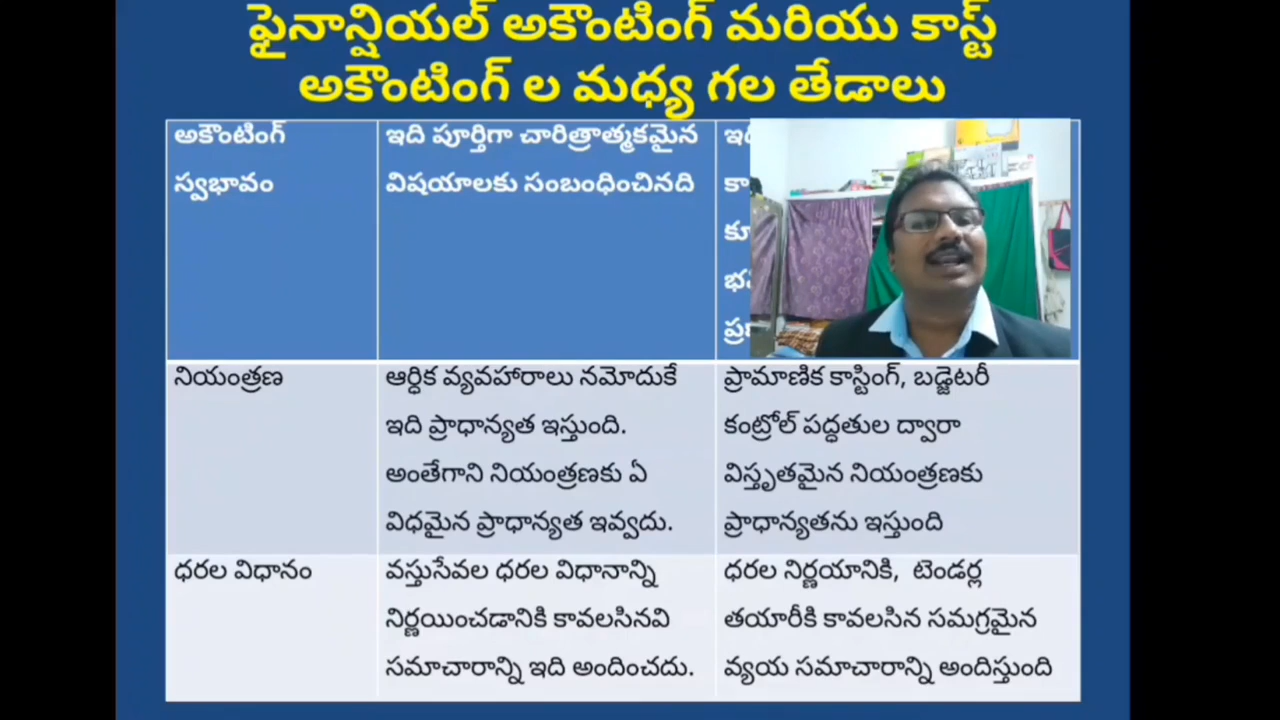 ఫైనాన్షియల్ అకౌంటింగ్ మరియు కాస్ట్
అకౌంటింగ్ ల మధ్య గల తేడాలు
అకౌంటింగ్
స్వభావం
ఇది పూర్తిగా చారిత్రాత్మకమైన
విషయాలకు సంబంధించినది
నియంత్రణ
ఆర్ధిక వ్యవహారాలు నమోదుకే
ఇది ప్రాధాన్యత ఇస్తుంది.
అంతేగాని నియంత్రణకు ఏ
విధమైన ప్రాధాన్యత ఇవ్వదు.
ప్రామాణిక కాస్టింగ్, బడ్జెటరీ
కంట్రోల్ పద్ధతుల ద్వారా
విస్తృతమైన నియంత్రణకు
ప్రాధాన్యతను ఇస్తుంది
ధరల విధానం
వస్తుసేవల ధరల విధానాన్ని
నిర్ణయించడానికి కావలసినవి
సమాచారాన్ని ఇది అందించదు.
ధరల నిర్ణయానికి, టెండర్ల
తయారీకి కావలసిన సమగ్రమైన
వ్యయ సమాచారాన్ని అందిస్తుంది